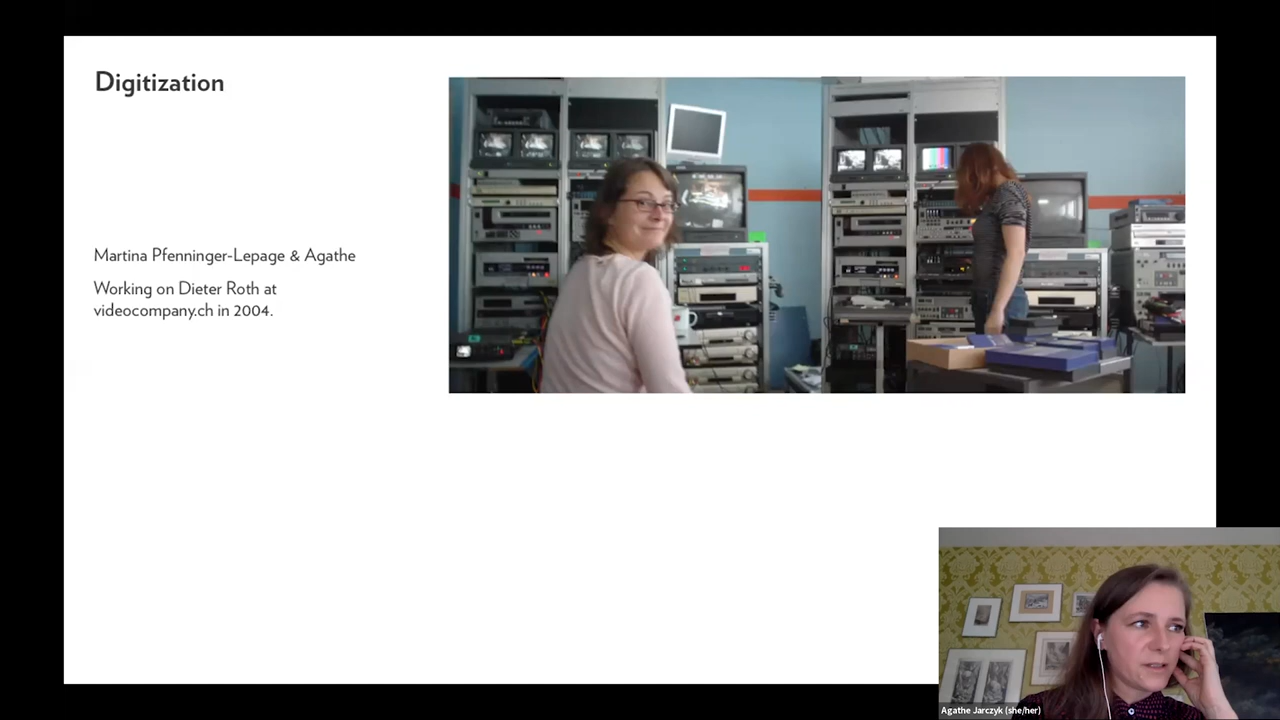 Digitization
Martina Pfenninger-Lepage & Agathe
Working on Dieter Roth at
videocompany.ch in 2004.
Agathe Jarczyk (she/her)